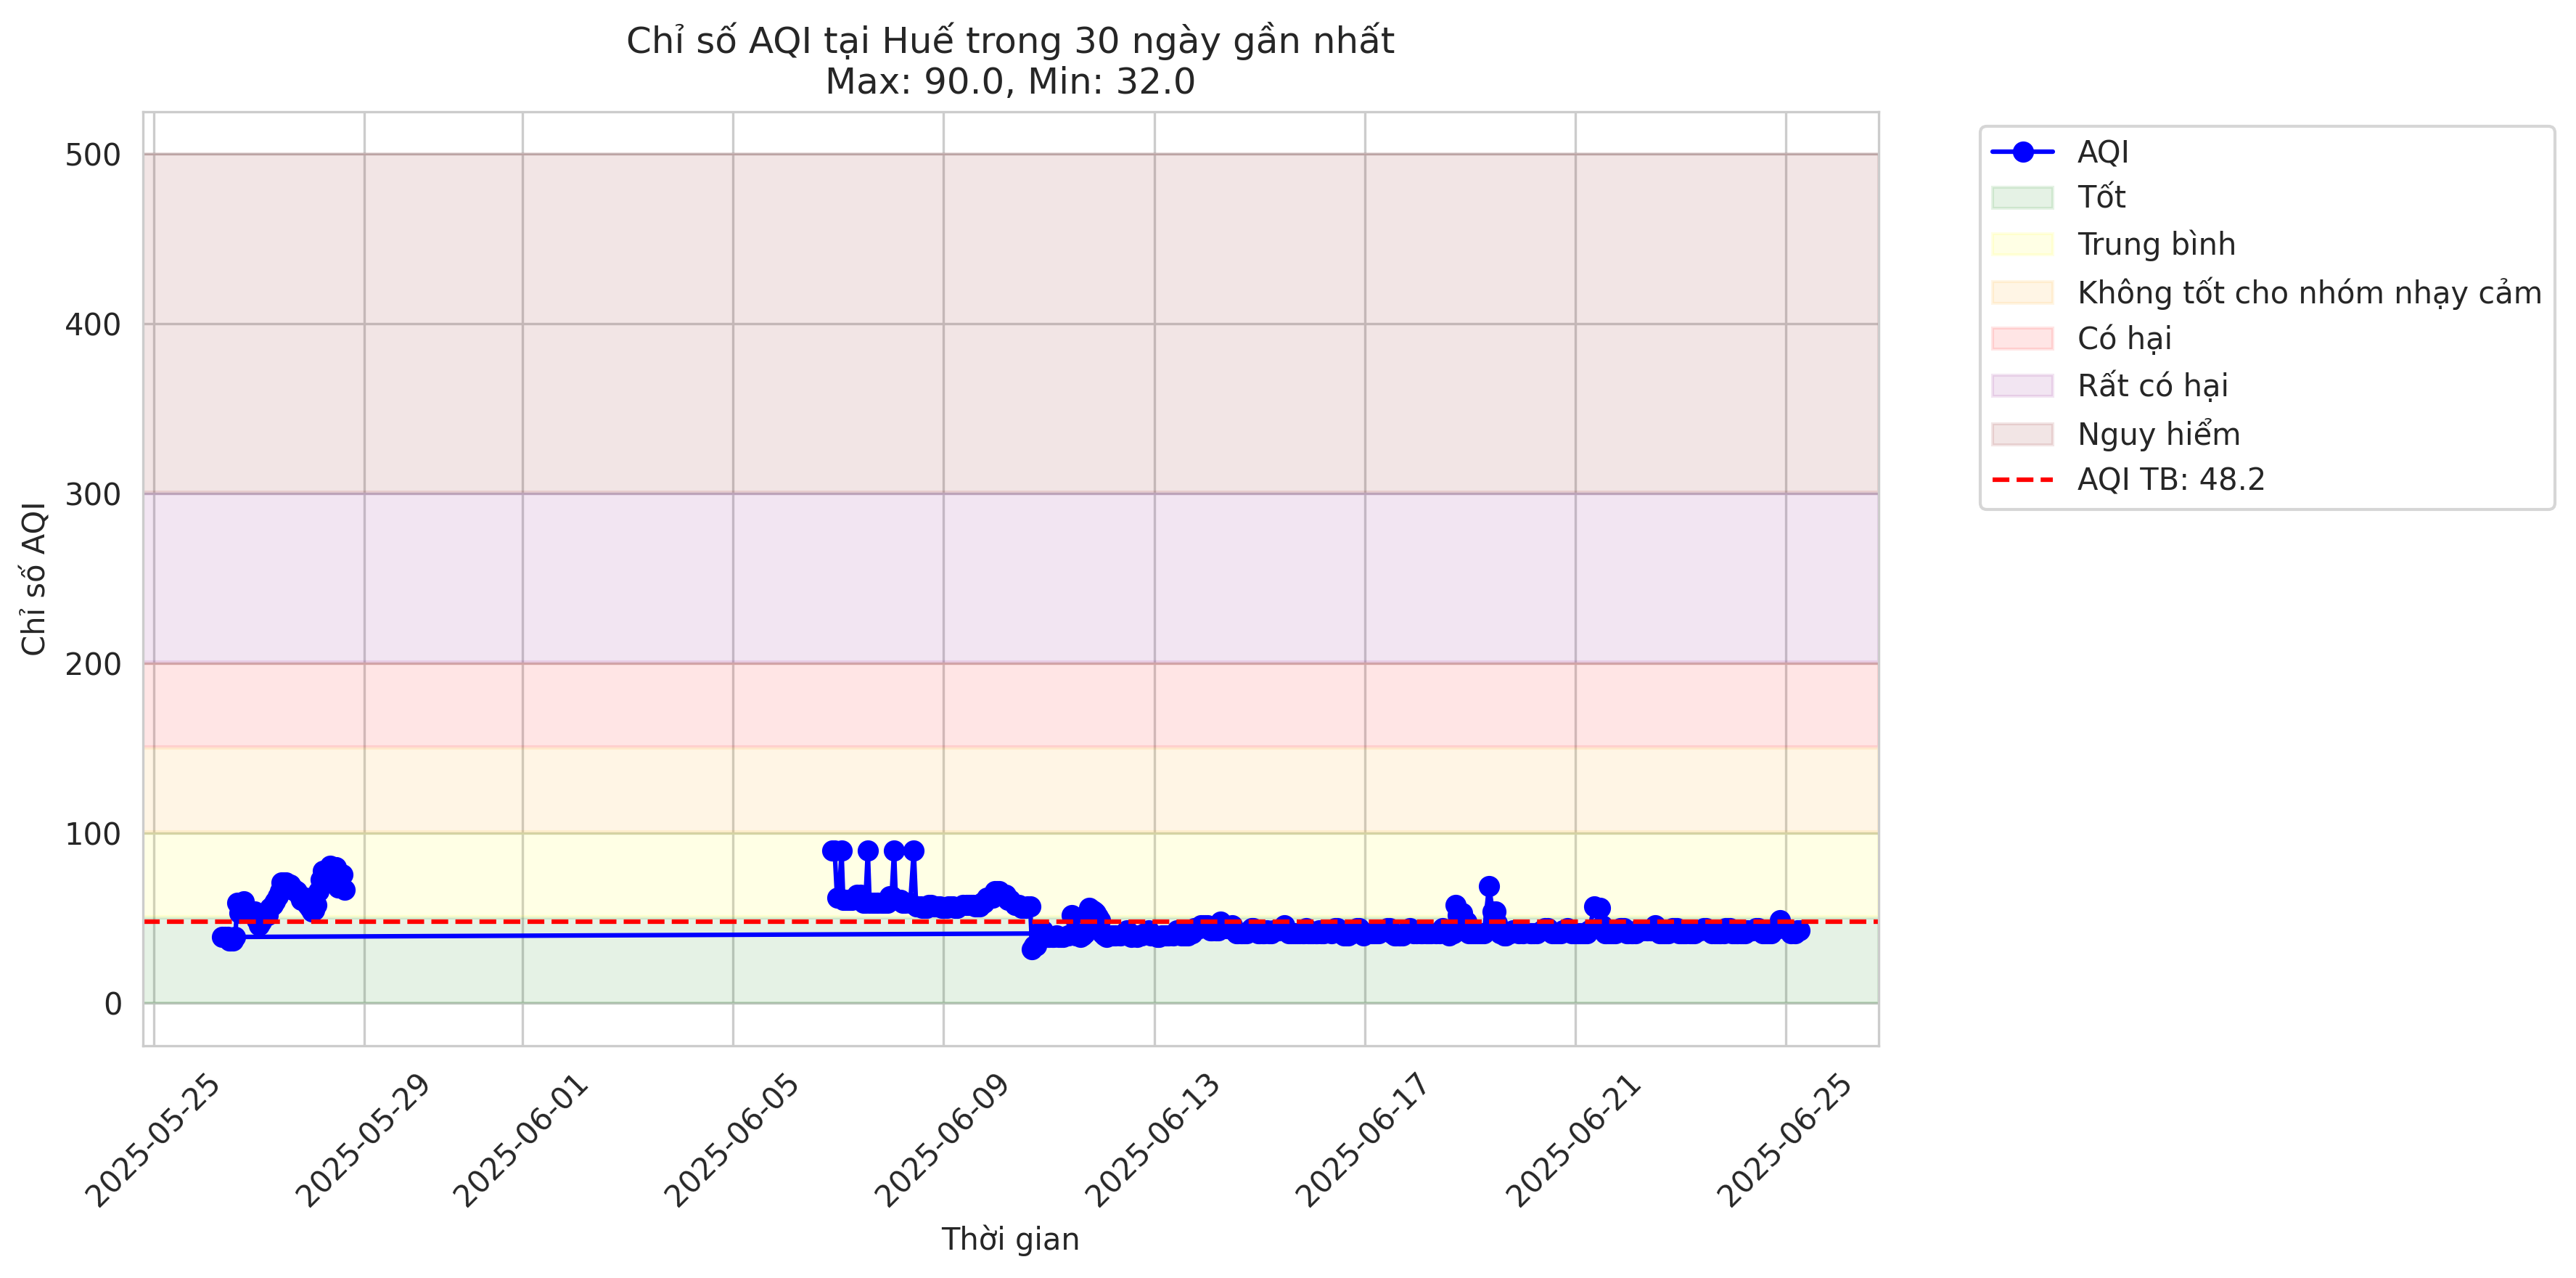 Chỉ số AQI tại Huế trong 30 ngày gần nhất
Max: 90.0, Min: 32.0
Chỉ số AQI
500
400
300
200
100
0
2025-05-25
2025-05-29
2025-06-01
2025-06-05
2025-06-09
2025-06-13
2025-06-17
2025-06-21
2025-06-25
Thời gian
AQI
Tốt
Trung bình
Không tốt cho nhóm nhạy cảm
Có hại
Rất có hại
Nguy hiểm
AQI TB: 48.2